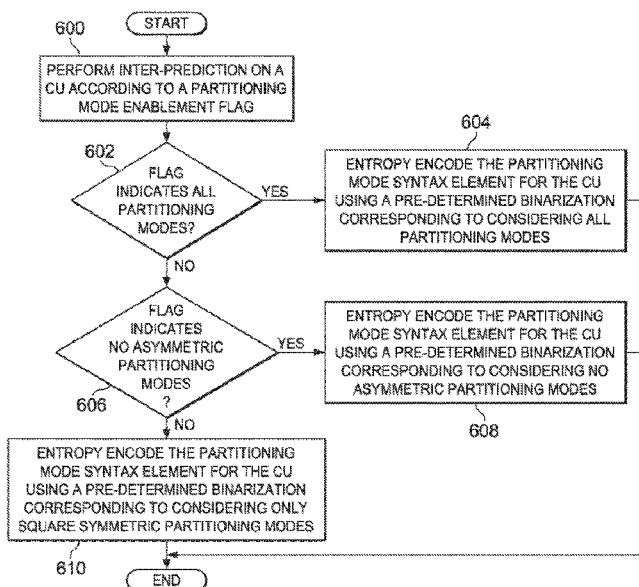 START
600
PERFORM INTER-PREDICTION ON A
CU ACCORDING TO A PARTITIONING
MODE ENABLEMENT FLAG
602
FLAG
INDICATES ALL
PARTITIONING
MODES?
YES
604
ENTROPY ENCODE THE PARTITIONING
MODE SYNTAX ELEMENT FOR THE CU
USING A PRE-DETERMINED BINARIZATION
CORRESPONDING TO CONSIDERING ALL
PARTITIONING MODES
NO
FLAG
INDICATES
NO ASYMMETRIC
PARTITIONING
MODES
?
606
YES
ENTROPY ENCODE THE PARTITIONING
MODE SYNTAX ELEMENT FOR THE CU
USING A PRE-DETERMINED BINARIZATION
CORRESPONDING TO CONSIDERING NO
ASYMMETRIC PARTITIONING MODES
608
NO
ENTROPY ENCODE THE PARTITIONING
MODE SYNTAX ELEMENT FOR THE CU
USING A PRE-DETERMINED BINARIZATION
CORRESPONDING TO CONSIDERING ONLY
SQUARE SYMMETRIC PARTITIONING MODES
610
END